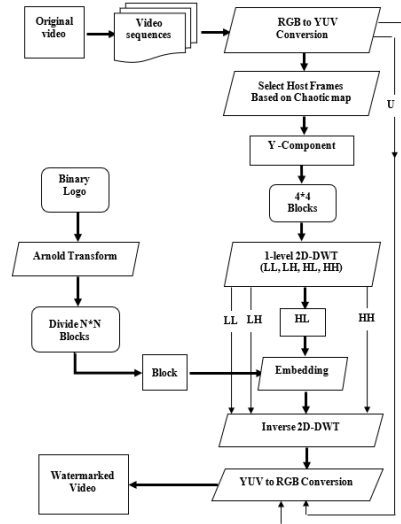 Original
video
Video
sequences
RGB to YUV
Conversion
Select Host Frames
Based on Chaotic map
U
Y -Component
Binary
Logo
4*4
Blocks
Arnold Transform
1-level 2D-DWT
(LL, LH, HL, HH)
LL
LH
HL
HH
Divide N*N
Blocks
Block
Embedding
Inverse 2D-DWT
Watermarked
Video
YUV to RGB Conversion